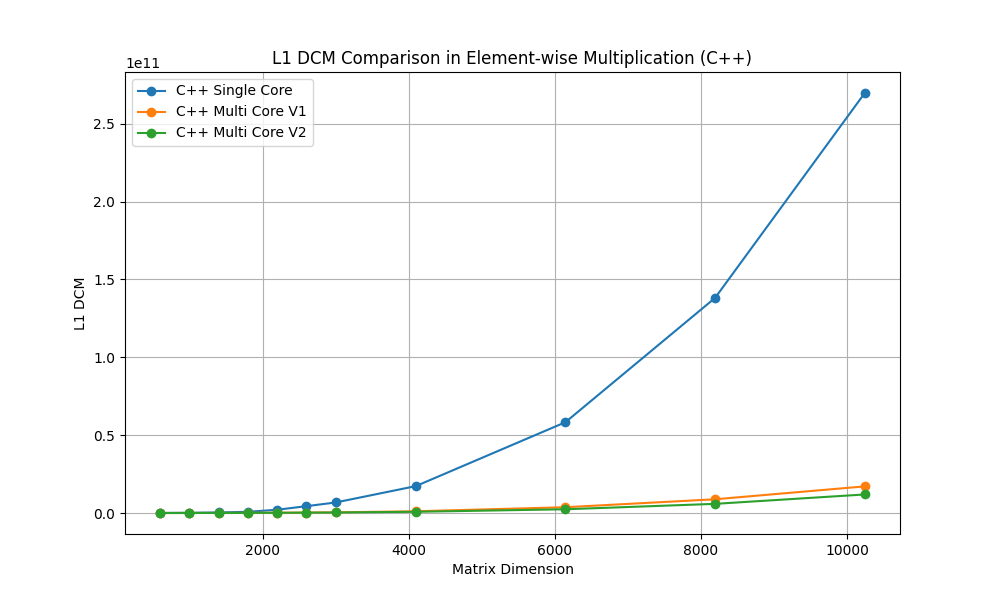 L1 DCM Comparison in Element-wise Multiplication (C++)
1e11
C++ Single Core
C++ Multi Core V1
C++ Multi Core V2
2.5
2.0
1.5
1.0
0.5
0.0
L1 DCM
2000 4000 6000 8000 10000
Matrix Dimension